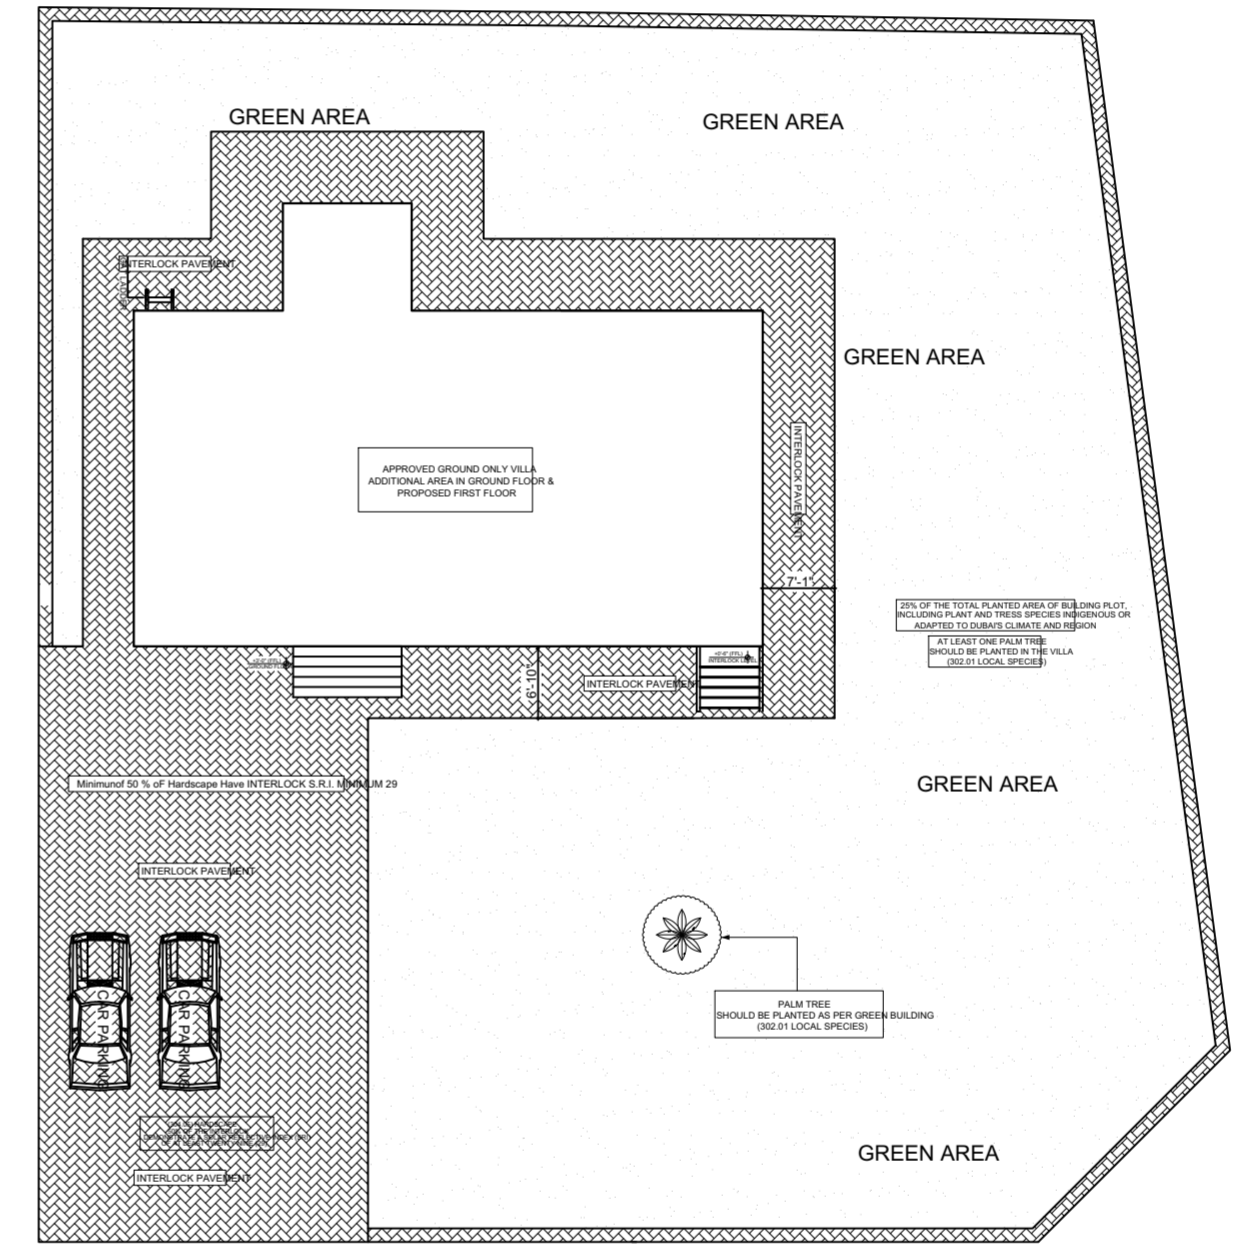 GREEN AREA
GREEN AREA
INTERLOCK PAVEMENT
GREEN AREA
INTERLOCK PAVEMENT
APPROVED GROUND ONLY VILLA
ADDITIONAL AREA IN GROUND FLOOR &
PROPOSED FIRST FLOOR
7'-1"
25% OF THE TOTAL PLANTED AREA OF BUILDING PLOT,
INCLUDING PLANT AND TRESS SPECIES INDIGENOUS OR
ADAPTED TO DUBAI'S CLIMATE AND REGION
AT LEAST ONE PALM TREE
SHOULD BE PLANTED IN THE VILLA
(302.01 LOCAL SPECIES)
(FFL)
GROUND
6'-10"
INTERLOCK PAVEMENT
(FFL)
INTERLOCK
Minimunof 50 % oF Hardscape Have INTERLOCK S.R.I. MINIMUM 29
GREEN AREA
INTERLOCK PAVEMENT
CAR PARKING
CAR PARKING
PALM TREE
SHOULD BE PLANTED AS PER GREEN BUILDING
(302.01 LOCAL SPECIES)
GREEN AREA
INTERLOCK PAVEMENT